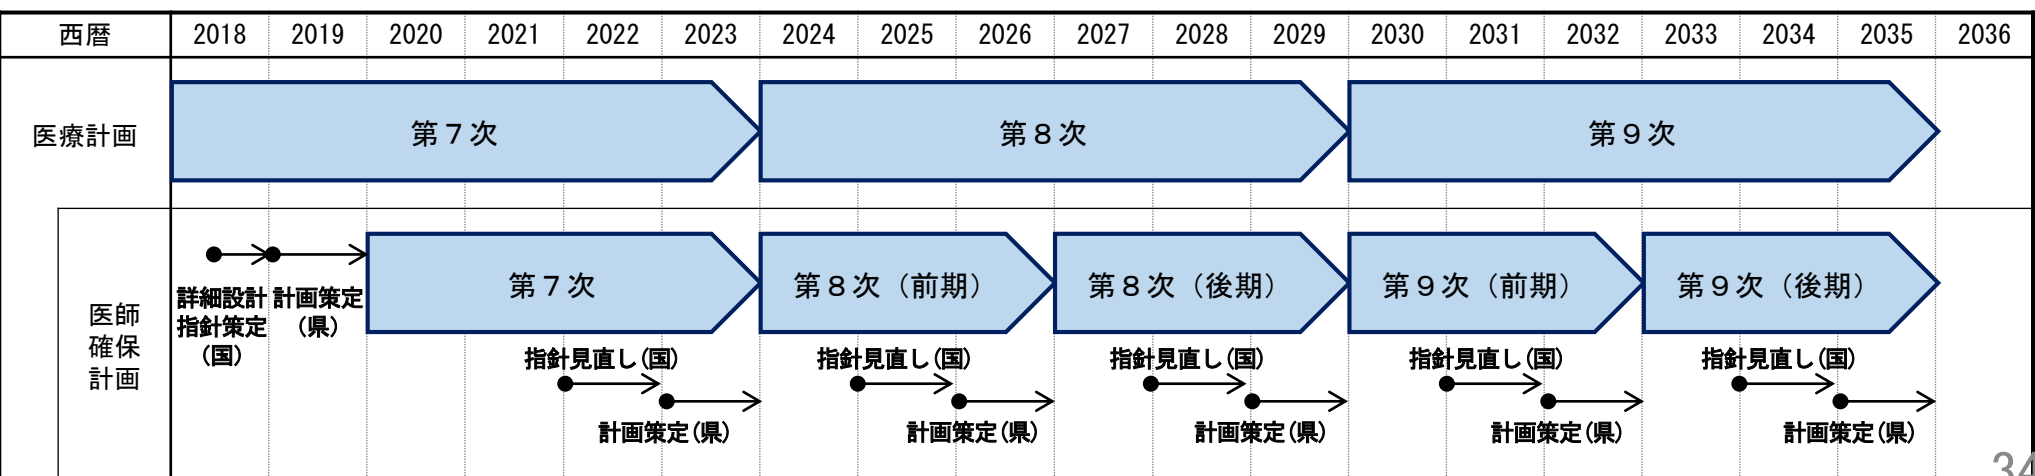 西暦 2018 2019 2020 2021 2022 2023 2024 2025 2026 2027 2028 2029 2030 2031 2032 2033 2034 2035 2036
医療計画
第７次
第８次
第９次
医師
確保
計画
詳細設計
指針策定
（国）
計画策定
（県）
第７次
第８次（前期）
第８次（後期）
第９次（前期）
第９次（後期）
指針見直し（国）
計画策定（県）
指針見直し（国）
計画策定（県）
指針見直し（国）
計画策定（県）
指針見直し（国）
計画策定（県）
指針見直し（国）
計画策定（県）
34